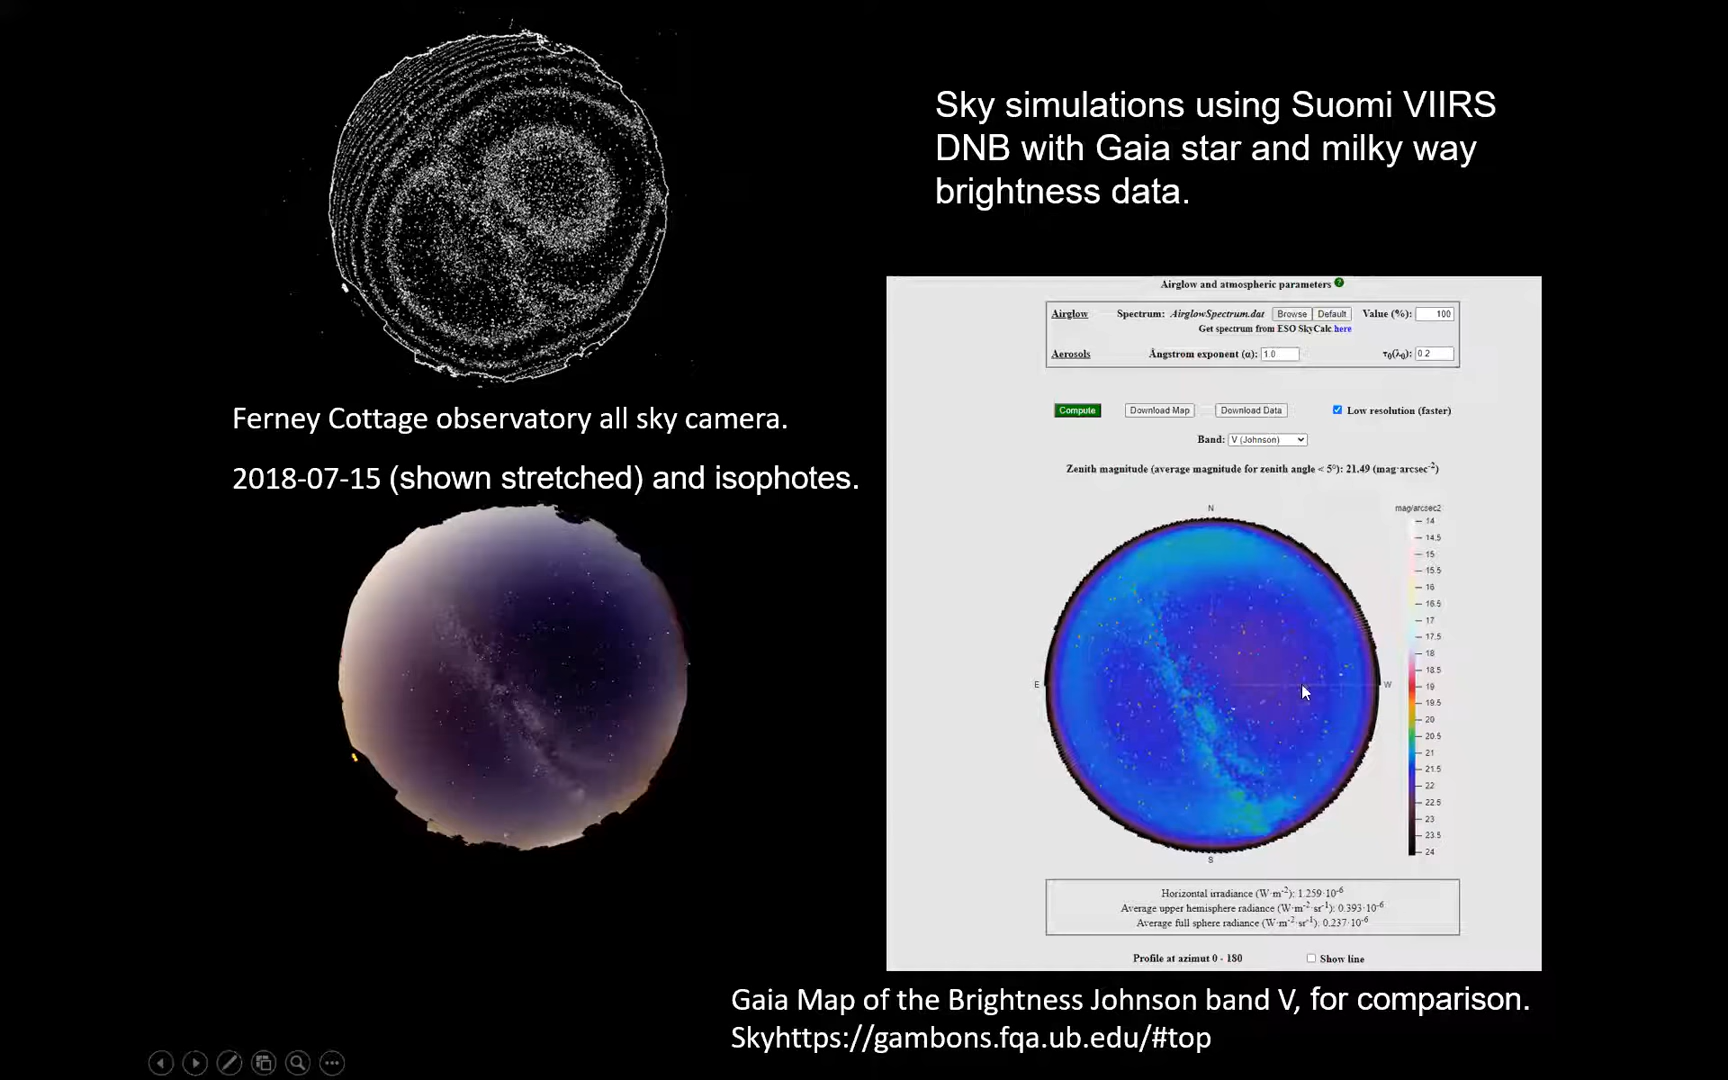 Sky simulations using Suomi VIIRS
DNB with Gaia star and milky way
brightness data.
Ferney Cottage observatory all sky camera.
2018-07-15 (shown stretched) and isophotes.
Airglow and atmospheric parameters ?
Airglow Spectrum: AirglowSpectrum.dat Browse Default Value (%): 100
Get spectrum from ESO SkyCalc here
Aerosols Ångstrom exponent (α): 1.0 τ₀(λ₀): 0.2
Compute Download Map Download Data Low resolution (faster)
Band: V (Johnson)
Zenith magnitude (average magnitude for zenith angle < 5°): 21.49 (mag·arcsec⁻²)
N
E
W
S
mag/arcsec2
14
14.5
15
15.5
16
16.5
17
17.5
18
18.5
19
19.5
20
20.5
21
21.5
22
22.5
23
23.5
24
Horizontal irradiance (W·m⁻²): 1.259·10⁻⁶
Average upper hemisphere radiance (W·m⁻²·sr⁻¹): 0.393·10⁻⁶
Average full sphere radiance (W·m⁻²·sr⁻¹): 0.237·10⁻⁶
Profile at azimut 0 - 180 Show line
Gaia Map of the Brightness Johnson band V, for comparison.
Skyhttps://gambons.fqa.ub.edu/#top